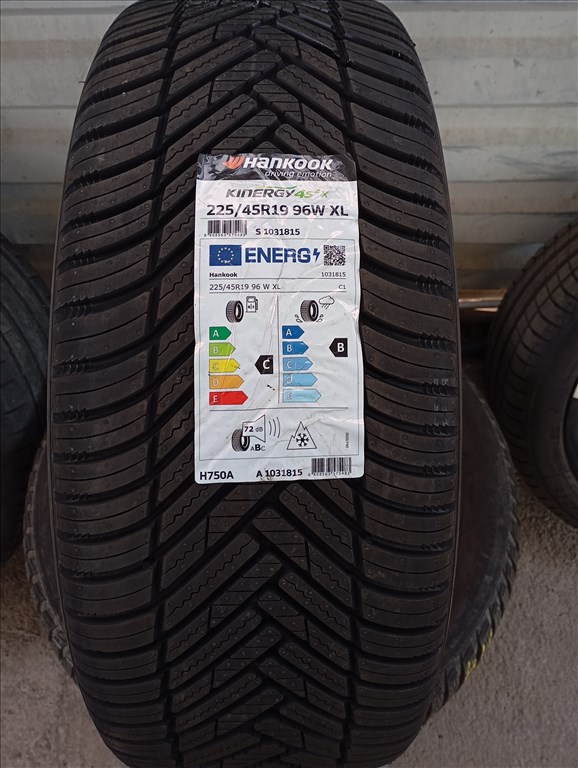 HANKOOK
driving emotion
KINERGY 4S²X
225/45R19 96W XL
S 1031815
ENERG
Hankook 1031815
225/45R19 96 W XL C1
A A
B B
C C
D
E E
C B
72 dB
ABC
H750A A 1031815